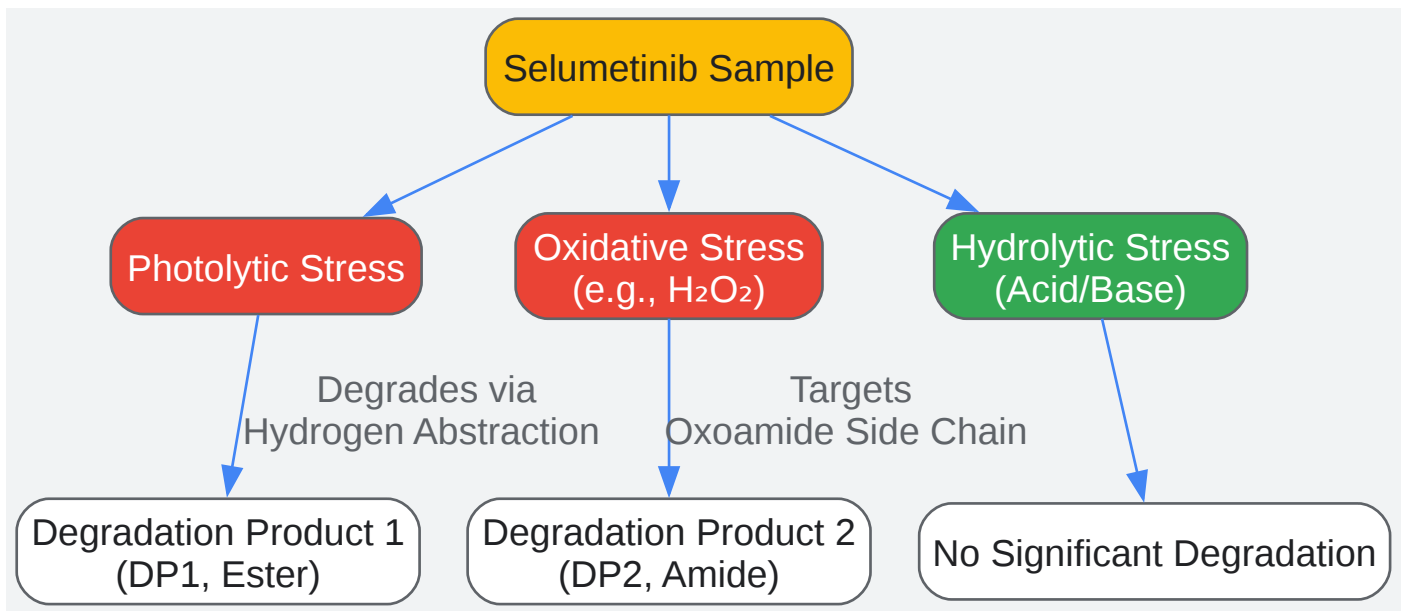 Selumetinib Sample
Photolytic Stress
Oxidative Stress
(e.g., H₂O₂)
Hydrolytic Stress
(Acid/Base)
Degrades via
Hydrogen Abstraction
Targets
Oxoamide Side Chain
Degradation Product 1
(DP1, Ester)
Degradation Product 2
(DP2, Amide)
No Significant Degradation